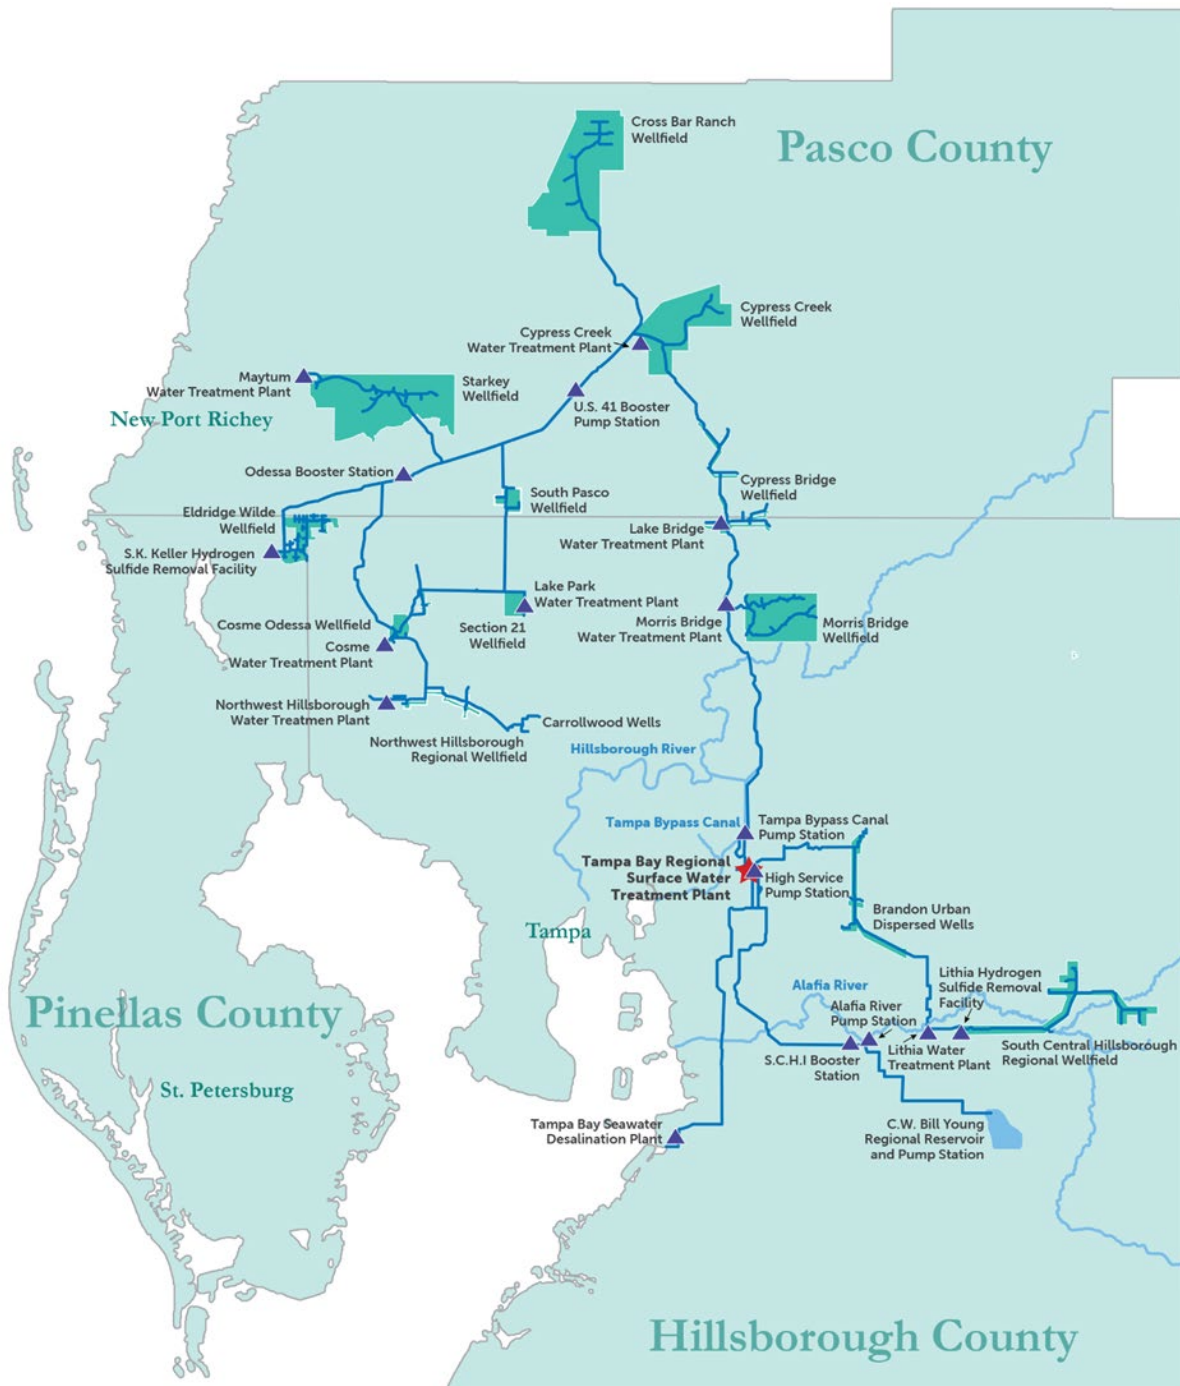 Cross Bar Ranch
Wellfield
Pasco County
Cypress Creek
Wellfield
Cypress Creek
Water Treatment Plant
Maytum
Water Treatment Plant
Starkey
Wellfield
U.S. 41 Booster
Pump Station
New Port Richey
Odessa Booster Station
Cypress Bridge
Wellfield
South Pasco
Wellfield
Eldridge Wilde
Wellfield
Lake Bridge
Water Treatment Plant
S.K. Keller Hydrogen
Sulfide Removal Facility
Lake Park
Water Treatment Plant
Cosme Odessa Wellfield
Section 21
Wellfield
Morris Bridge
Water Treatment Plant
Morris Bridge
Wellfield
Cosme
Water Treatment Plant
Northwest Hillsborough
Water Treatmen Plant
Carrollwood Wells
Northwest Hillsborough
Regional Wellfield
Hillsborough River
Tampa Bypass Canal
Tampa Bypass Canal
Pump Station
Tampa Bay Regional
Surface Water
Treatment Plant
High Service
Pump Station
Brandon Urban
Dispersed Wells
Tampa
Lithia Hydrogen
Sulfide Removal
Facility
Alafia River
Alafia River
Pump Station
Pinellas County
S.C.H.I Booster
Station
Lithia Water
Treatment Plant
South Central Hillsborough
Regional Wellfield
St. Petersburg
Tampa Bay Seawater
Desalination Plant
C.W. Bill Young
Regional Reservoir
and Pump Station
Hillsborough County